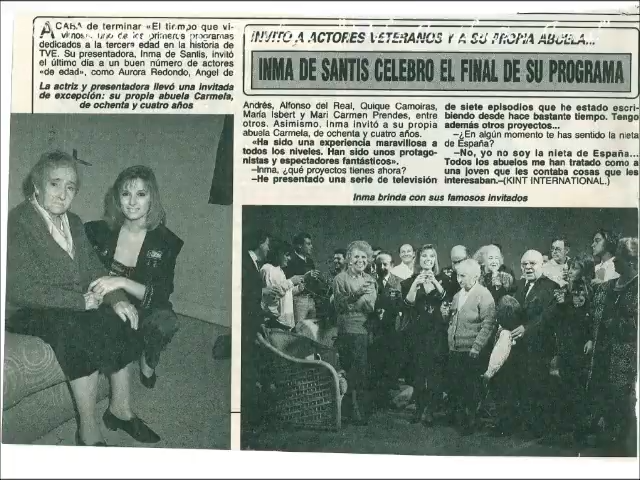 ACABA de terminar «El tiempo que vi-
vimos», uno de los primeros programas
dedicados a la tercera edad en la historia
de TVE. Su presentadora, Inma de Santis, invitó
el último día a un buen número de actores
«de edad», como Aurora Redondo, Angel de
La actriz y presentadora llevó una invitada
de excepción: su propia abuela Carmela,
de ochenta y cuatro años
INVITO A ACTORES VETERANOS Y A SU PROPIA ABUELA...
INMA DE SANTIS CELEBRO EL FINAL DE SU PROGRAMA
Andrés, Alfonso del Real, Quique Camoiras,
María Isbert y Mari Carmen Prendes, entre
otros. Asimismo, Inma invitó a su propia
abuela Carmela, de ochenta y cuatro años.
«Ha sido una experiencia maravillosa a
todos los niveles. Han sido unos protago-
nistas y espectadores fantásticos».
—Inma, ¿qué proyectos tienes ahora?
—He presentado una serie de televisión
de siete episodios que he estado escri-
biendo desde hace bastante tiempo. Tengo
además otros proyectos...
—¿En algún momento te has sentido la nieta
de España?
—No, yo no soy la nieta de España...
Todos los abuelos me han tratado como a
una joven que les contaba cosas que les
interesaban.—(KINT INTERNATIONAL.)
Inma brinda con sus famosos invitados